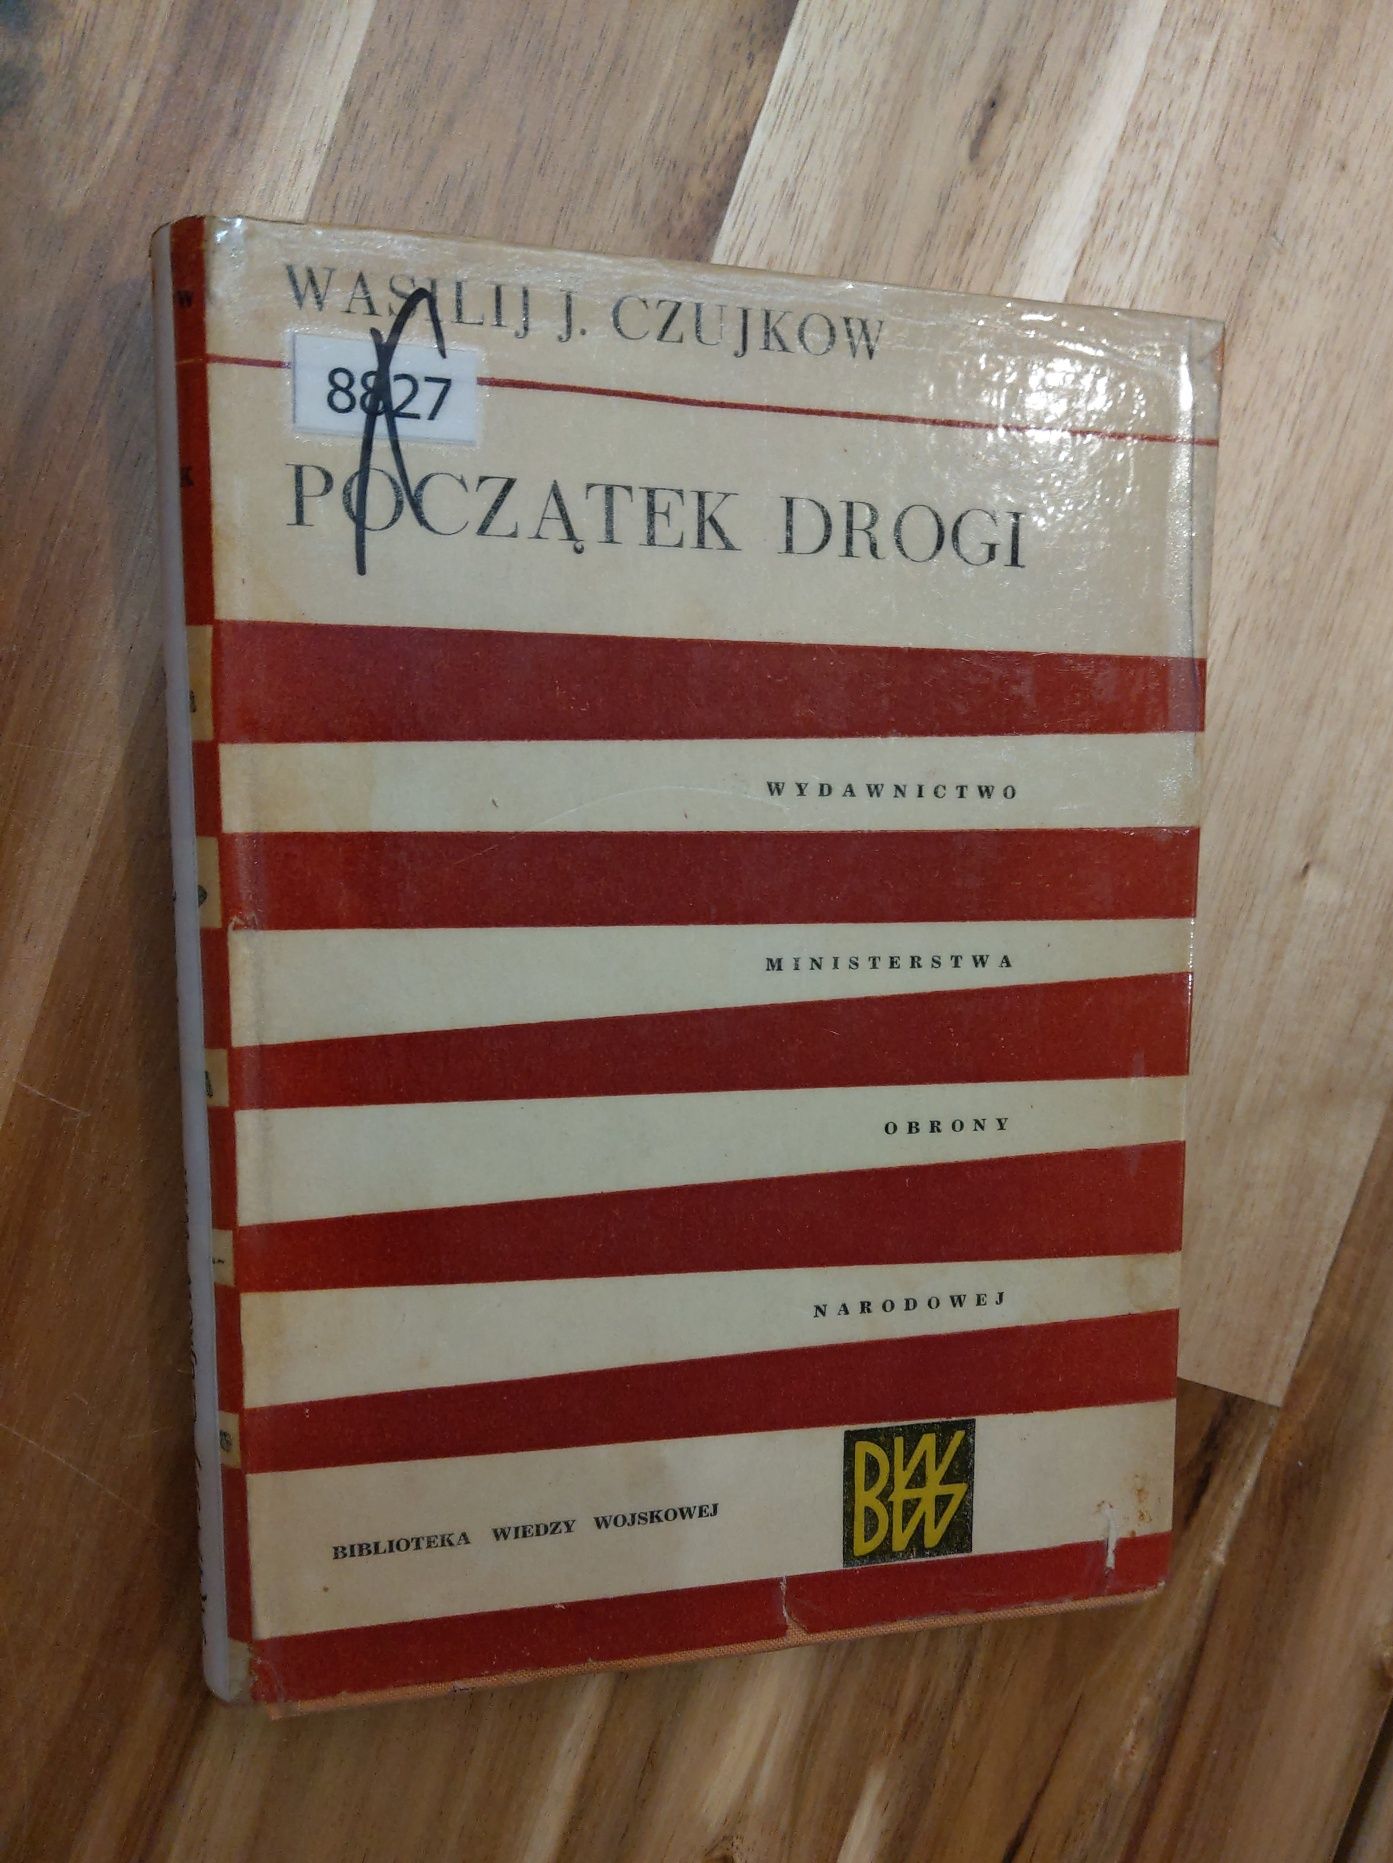 WASILIJ J. CZUJKOW
8827
POCZĄTEK DROGI
WYDAWNICTWO
MINISTERSTWA
OBRONY
NARODOWEJ
BIBLIOTEKA WIEDZY WOJSKOWEJ
BWW